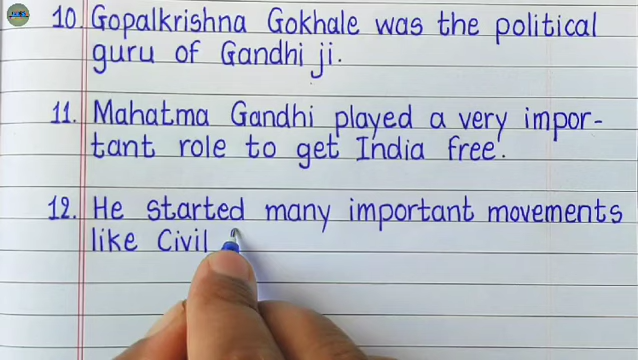 10. Gopalkrishna Gokhale was the political
guru of Gandhi ji.
11. Mahatma Gandhi played a very impor-
tant role to get India free.
12. He started many important movements
like Civil